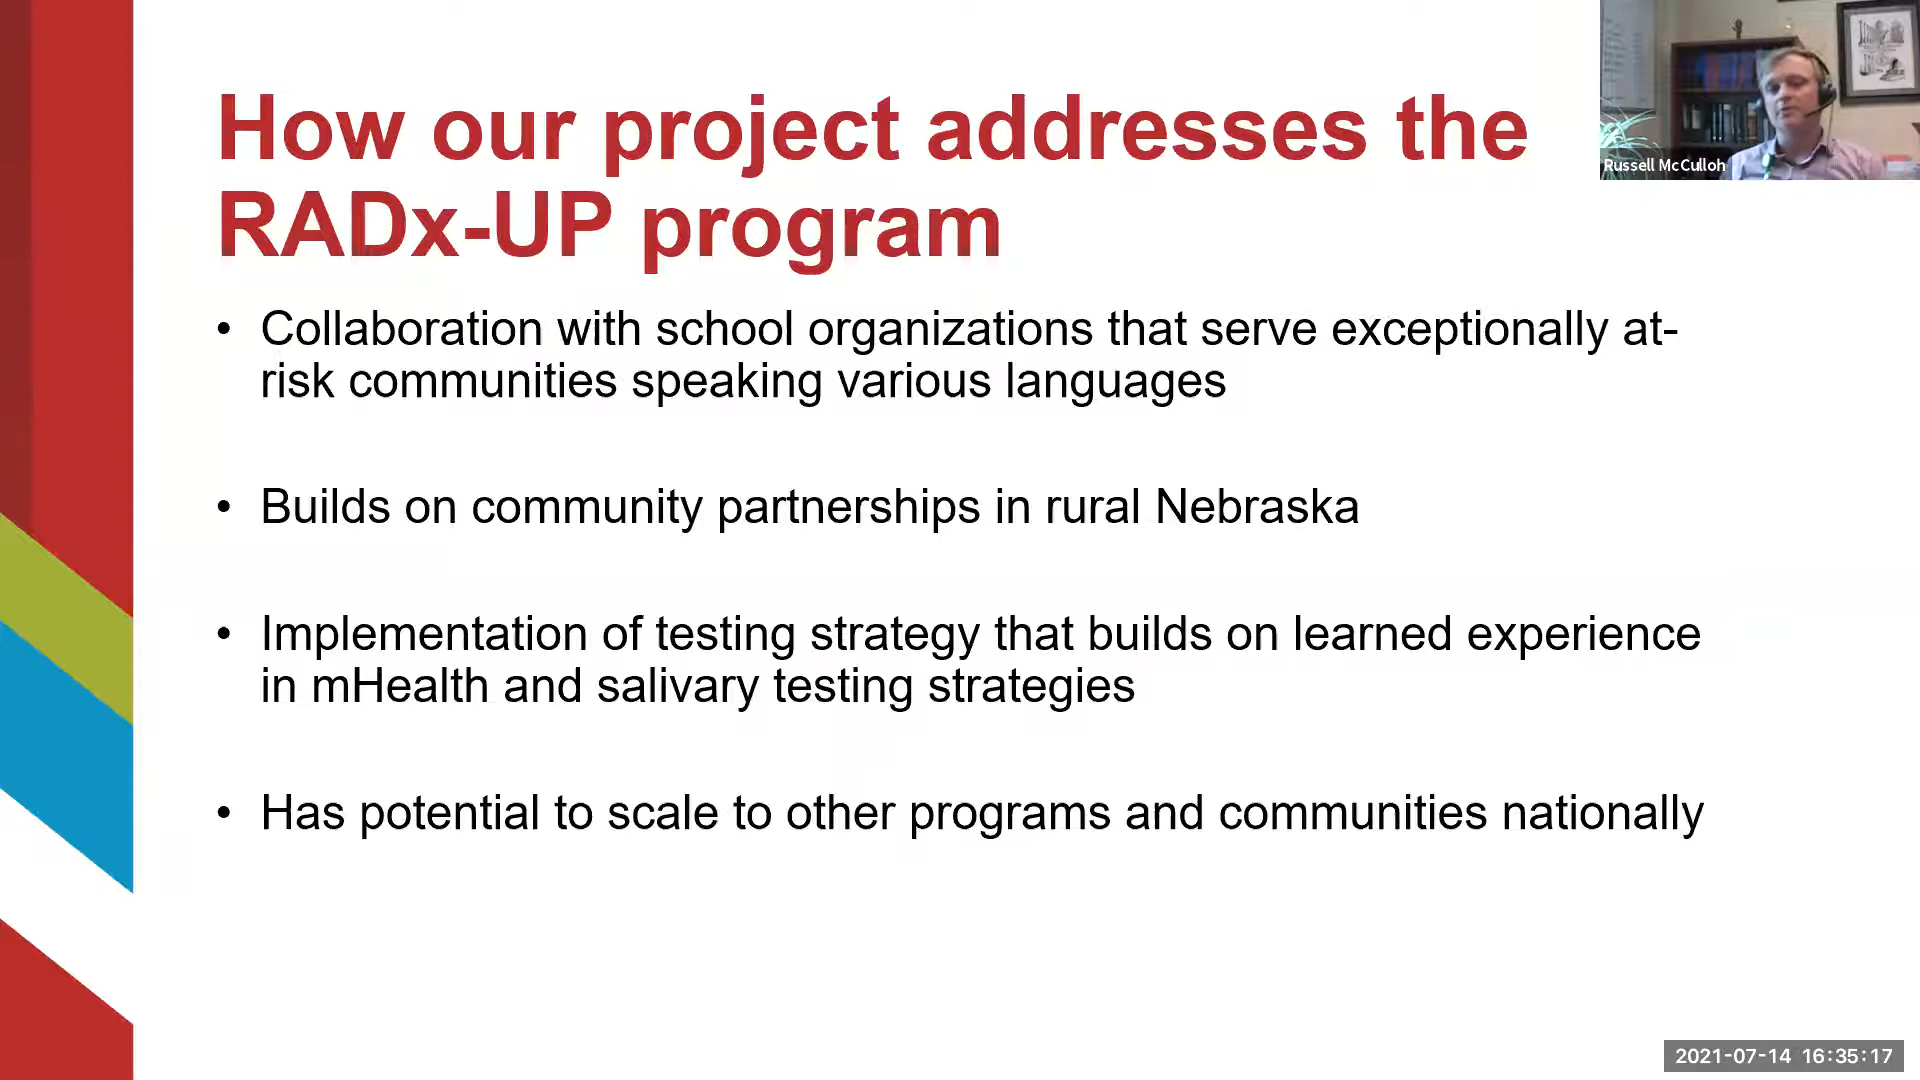 How our project addresses the
RADx-UP program
Russell McCulloh
• Collaboration with school organizations that serve exceptionally at-
risk communities speaking various languages
• Builds on community partnerships in rural Nebraska
• Implementation of testing strategy that builds on learned experience
in mHealth and salivary testing strategies
• Has potential to scale to other programs and communities nationally
2021-07-14 16:35:17